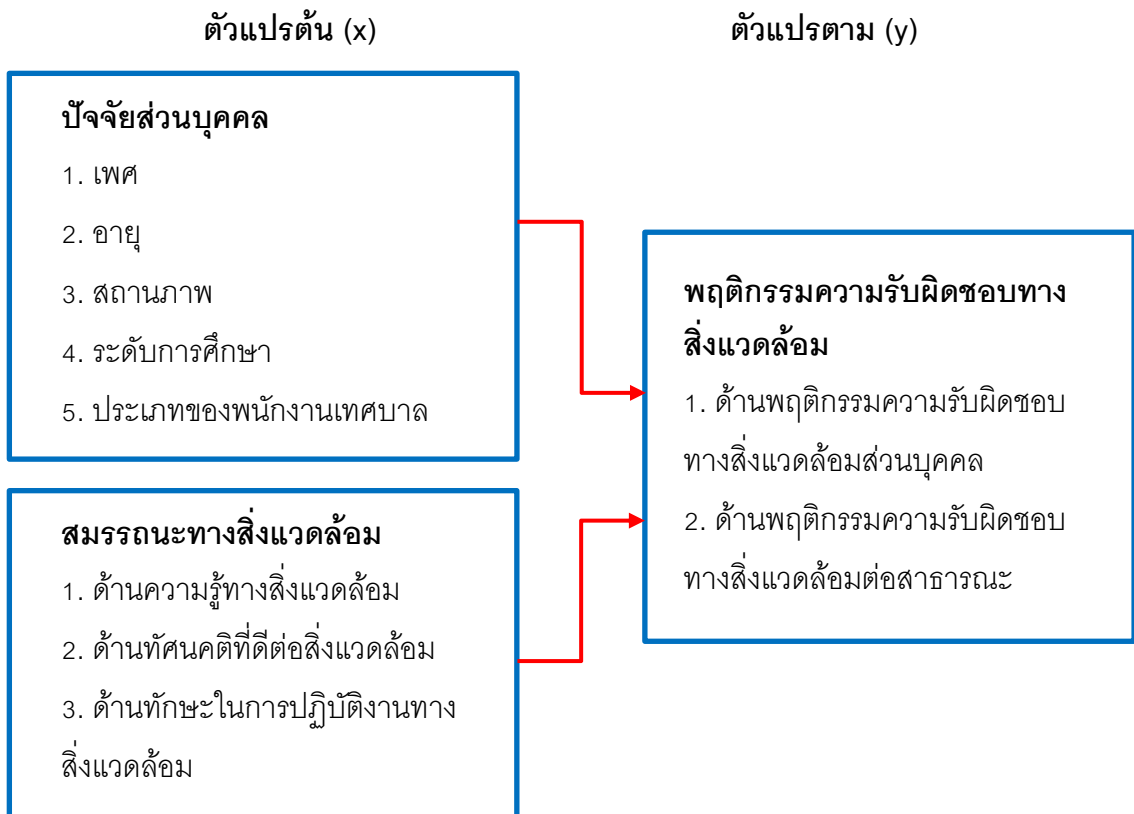 ตัวแปรต้น (x)
ตัวแปรตาม (y)
ปัจจัยส่วนบุคคล
1. เพศ
2. อายุ
3. สถานภาพ
4. ระดับการศึกษา
5. ประเภทของพนักงานเทศบาล
สมรรถนะทางสิ่งแวดล้อม
1. ด้านความรู้ทางสิ่งแวดล้อม
2. ด้านทัศนคติที่ดีต่อสิ่งแวดล้อม
3. ด้านทักษะในการปฏิบัติงานทาง
สิ่งแวดล้อม
พฤติกรรมความรับผิดชอบทาง
สิ่งแวดล้อม
1. ด้านพฤติกรรมความรับผิดชอบ
ทางสิ่งแวดล้อมส่วนบุคคล
2. ด้านพฤติกรรมความรับผิดชอบ
ทางสิ่งแวดล้อมต่อสาธารณะ